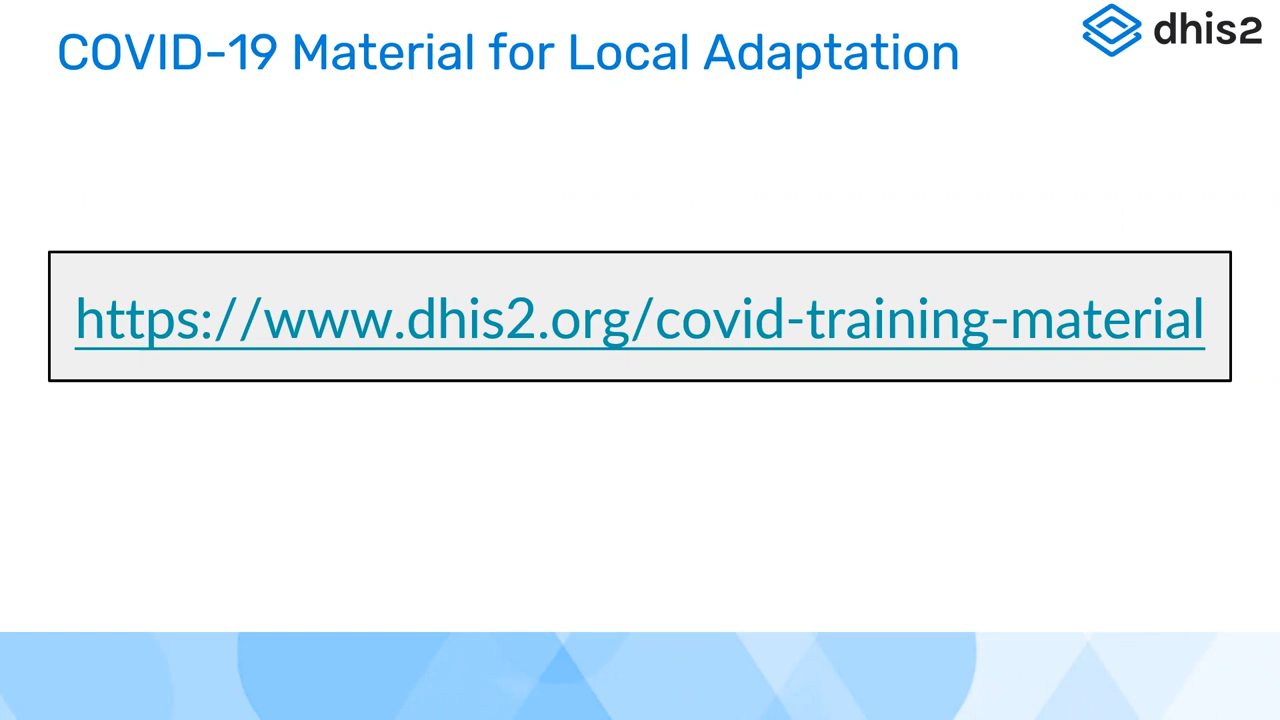 COVID-19 Material for Local Adaptation
dhis2
https://www.dhis2.org/covid-training-material